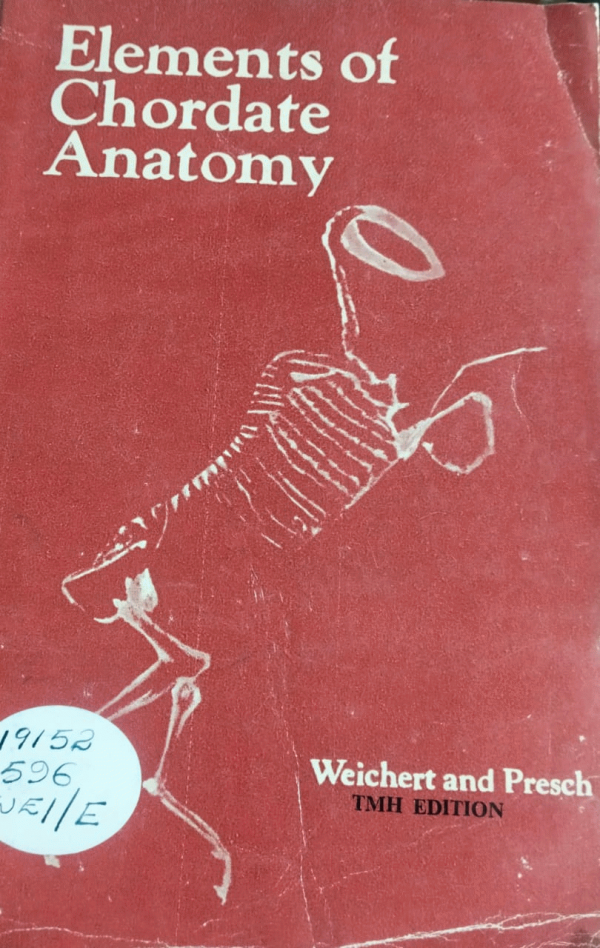 Elements of
Chordate
Anatomy
Weichert and Presch
TMH EDITION
19152
596
WEI/E